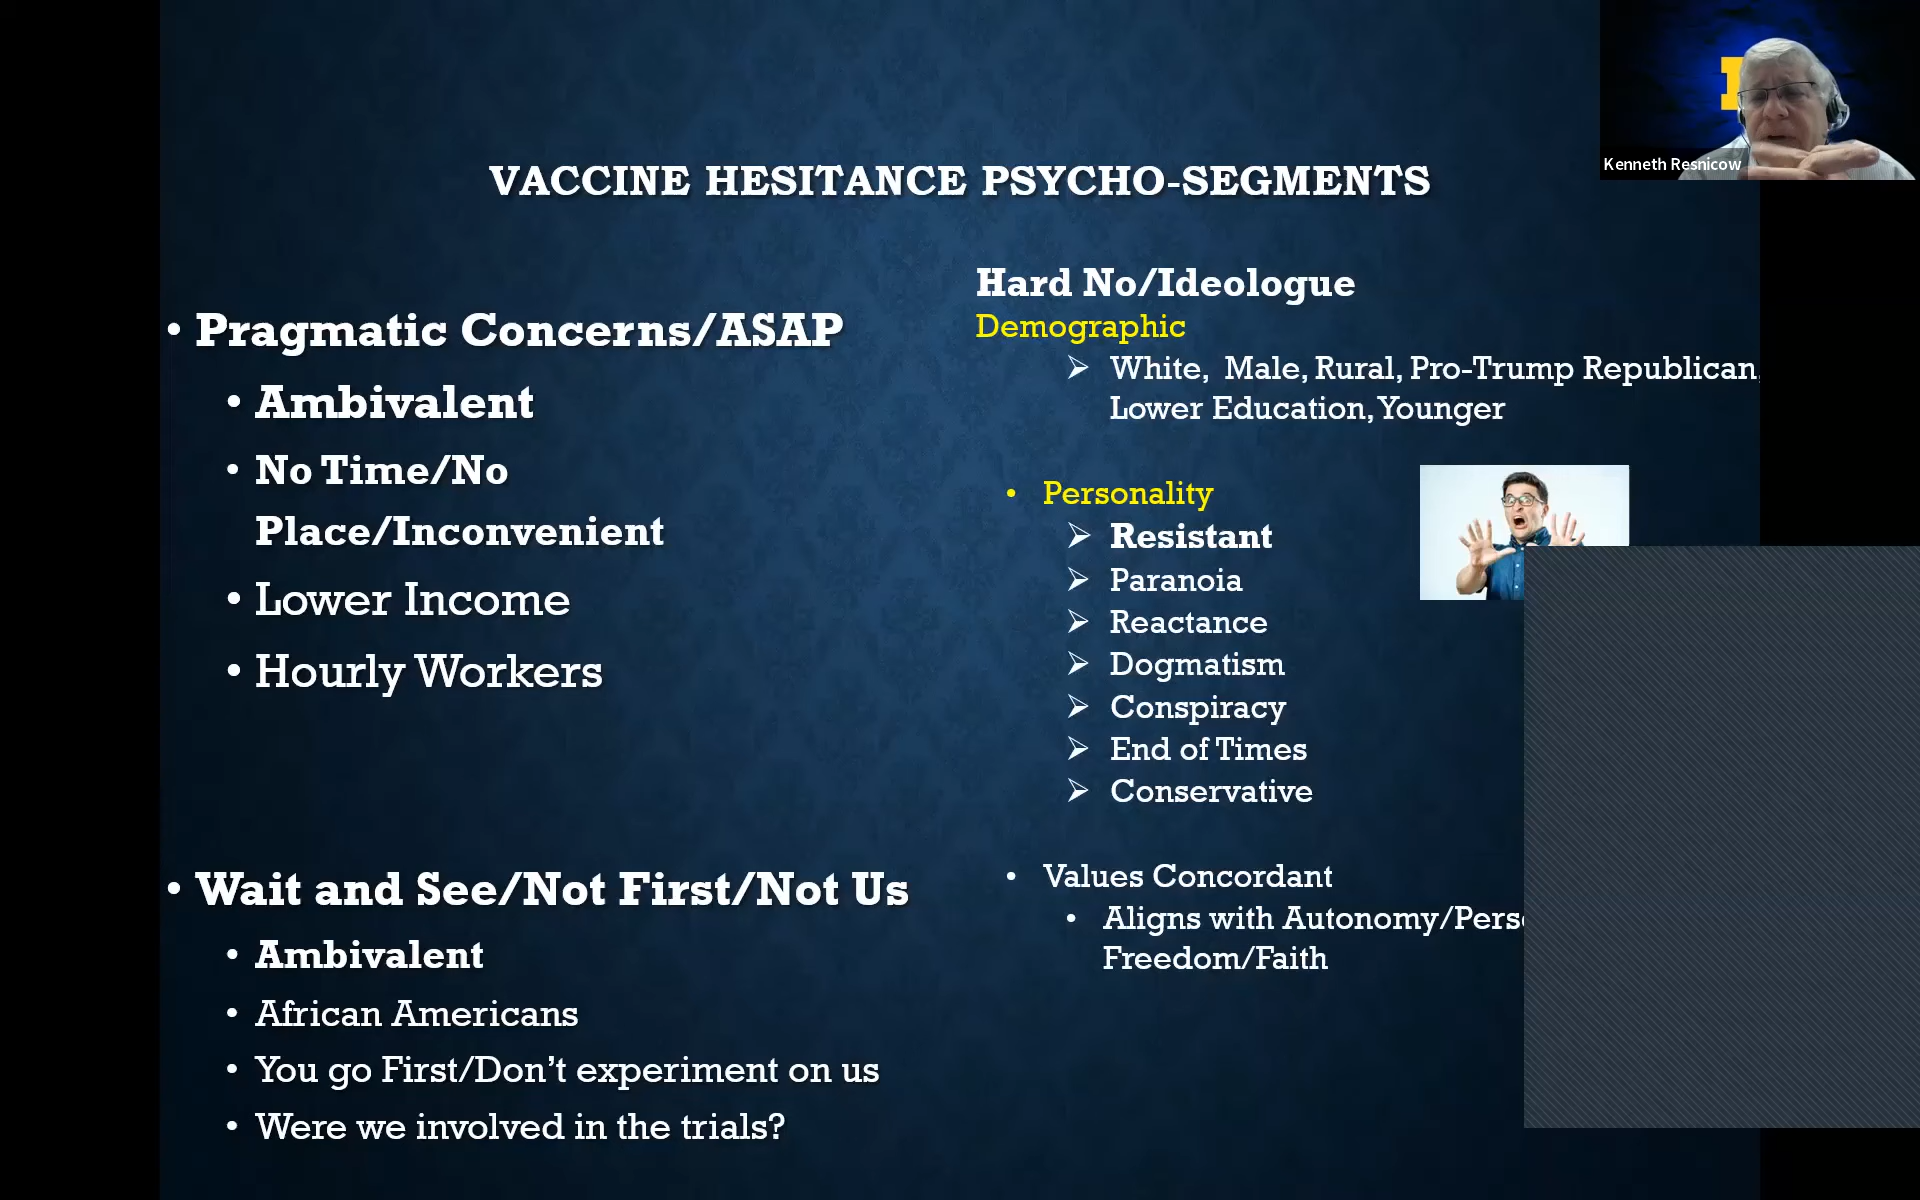 Kenneth Resnicow
VACCINE HESITANCE PSYCHO-SEGMENTS
• Pragmatic Concerns/ASAP
• Ambivalent
• No Time/No
Place/Inconvenient
• Lower Income
• Hourly Workers
• Wait and See/Not First/Not Us
• Ambivalent
• African Americans
• You go First/Don’t experiment on us
• Were we involved in the trials?
Hard No/Ideologue
Demographic
➢ White, Male, Rural, Pro-Trump Republican,
Lower Education, Younger
• Personality
➢ Resistant
➢ Paranoia
➢ Reactance
➢ Dogmatism
➢ Conspiracy
➢ End of Times
➢ Conservative
• Values Concordant
• Aligns with Autonomy/
Freedom/Faith